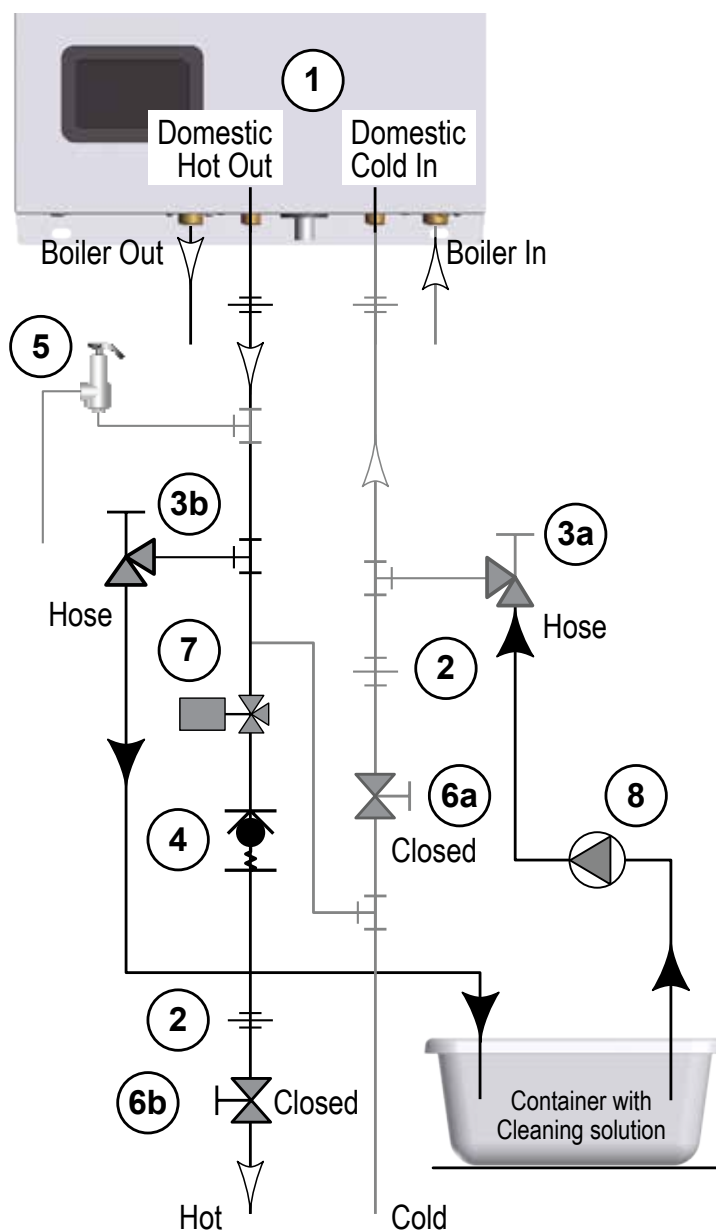 1
Domestic
Hot Out
Domestic
Cold In
Boiler Out
Boiler In
5
3b
3a
Hose
Hose
7
2
6a
8
4
Closed
2
6b
Closed
Container with
Cleaning solution
Hot
Cold